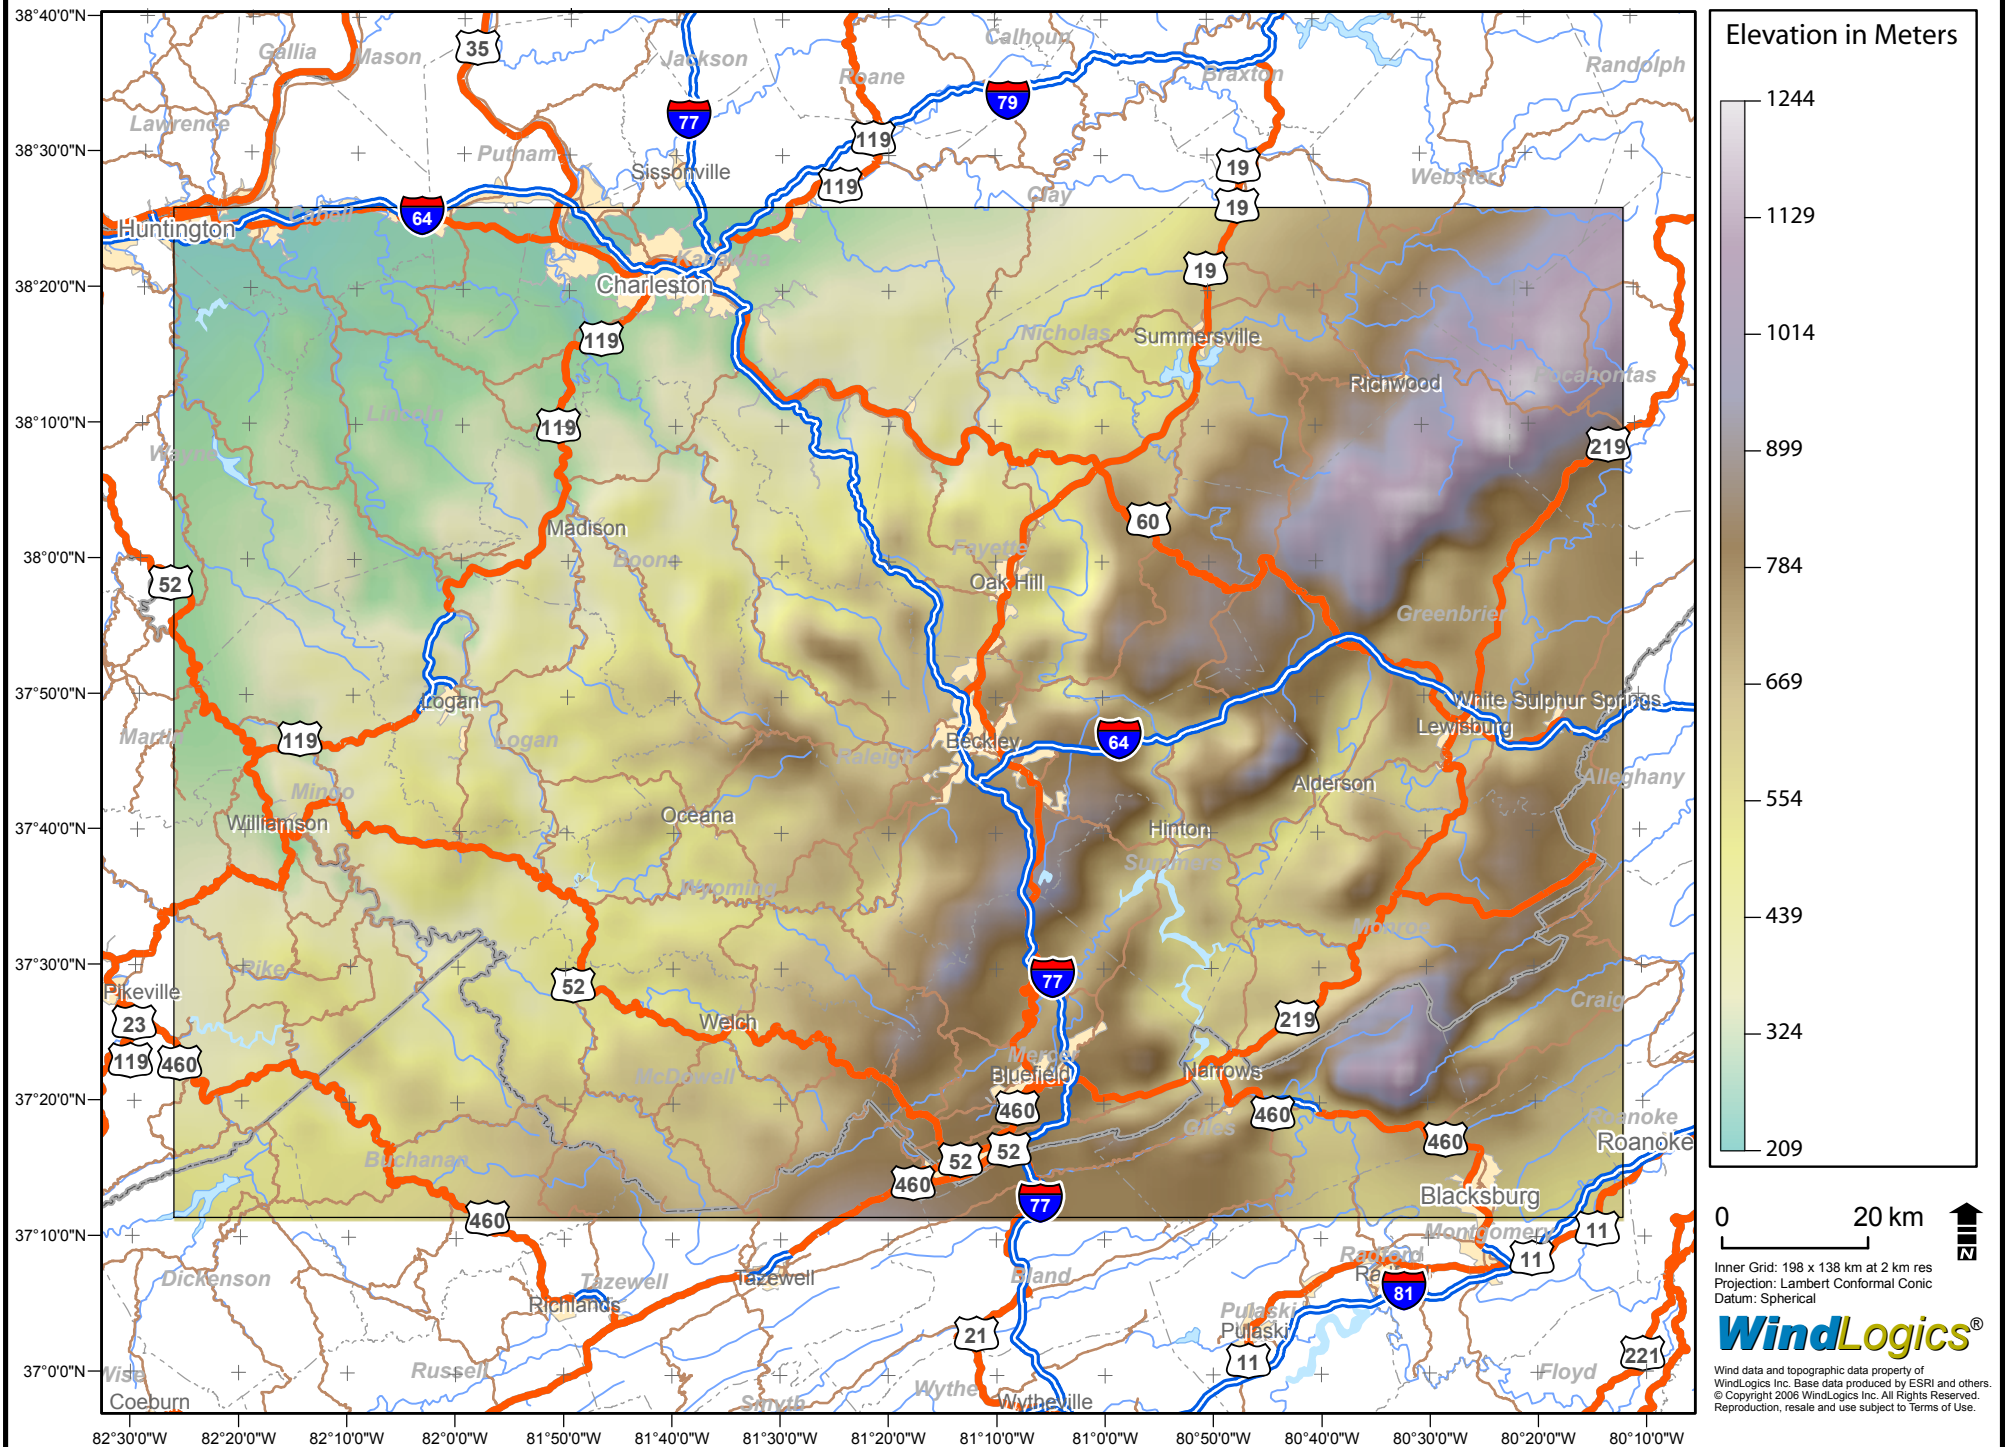 38°40'0"N
38°30'0"N
38°20'0"N
38°10'0"N
38°0'0"N
37°50'0"N
37°40'0"N
37°30'0"N
37°20'0"N
37°10'0"N
37°0'0"N
Gallia
Mason
35
Jackson
Roane
Calhoun
Braxton
Randolph
Lawrence
77
79
119
Putnam
Sissonville
119
19
Webster
Clay
19
Cabell
64
Huntington
Kanawha
Charleston
19
119
Nicholas
Summersville
Richwood
Pocahontas
Lincoln
119
219
Wayne
Madison
60
Boone
Fayette
Oak Hill
52
Greenbrier
Logan
White Sulphur Springs
Lewisburg
Martin
119
Logan
Beckley
64
Raleigh
Alderson
Alleghany
Mingo
Williamson
Oceana
Hinton
Summers
Wyoming
Monroe
Pike
Pikeville
52
77
Craig
23
Welch
219
119
460
Mercer
Bluefield
Narrows
McDowell
460
460
Roanoke
Giles
460
Roanoke
52
52
Buchanan
460
77
Blacksburg
460
Montgomery
11
11
Radford
Dickenson
Tazewell
Tazewell
Bland
81
Richlands
Pulaski
Pulaski
21
11
221
Wise
Russell
Floyd
Coeburn
Smyth
Wythe
Wytheville
82°30'0"W
82°20'0"W
82°10'0"W
82°0'0"W
81°50'0"W
81°40'0"W
81°30'0"W
81°20'0"W
81°10'0"W
81°0'0"W
80°50'0"W
80°40'0"W
80°30'0"W
80°20'0"W
80°10'0"W
Elevation in Meters
1244
1129
1014
899
784
669
554
439
324
209
0 20 km
N
Inner Grid: 198 x 138 km at 2 km res
Projection: Lambert Conformal Conic
Datum: Spherical
WindLogics®
Wind data and topographic data property of
WindLogics Inc. Base data produced by ESRI and others.
© Copyright 2006 WindLogics Inc. All Rights Reserved.
Reproduction, resale and use subject to Terms of Use.